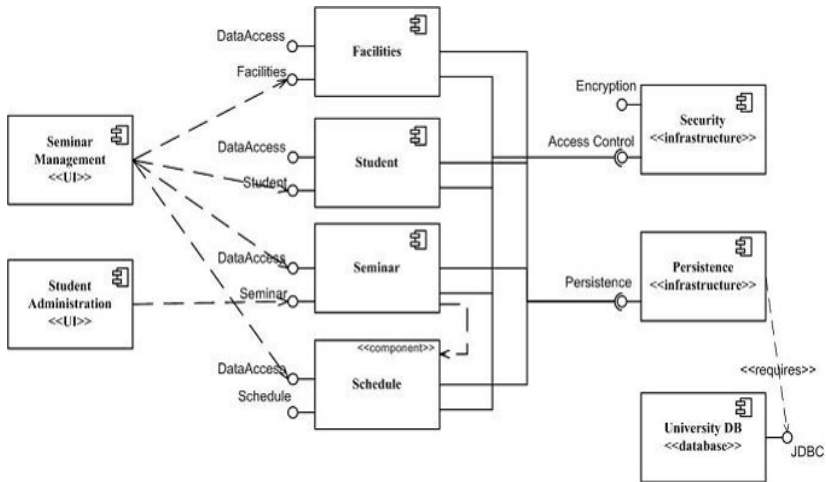 DataAccess
Facilities
Facilities
Seminar
Management
<<UI>>
DataAccess
Student
Student
Student
Administration
<<UI>>
DataAccess
Seminar
Seminar
<<component>>
DataAccess
Schedule
Schedule
Encryption
Security
<<infrastructure>>
Access Control
Persistence
<<infrastructure>>
Persistence
<<requires>>
University DB
<<database>>
JDBC